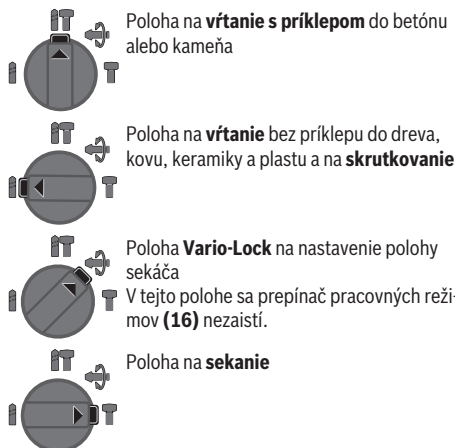 Poloha na vŕtanie s príklepom do betónu
alebo kameňa
Poloha na vŕtanie bez príklepu do dreva,
kovu, keramiky a plastu a na skrutkovanie
Poloha Vario-Lock na nastavenie polohy
sekáča
V tejto polohe sa prepínač pracovných reži-
mov (16) nezaistí.
Poloha na sekanie